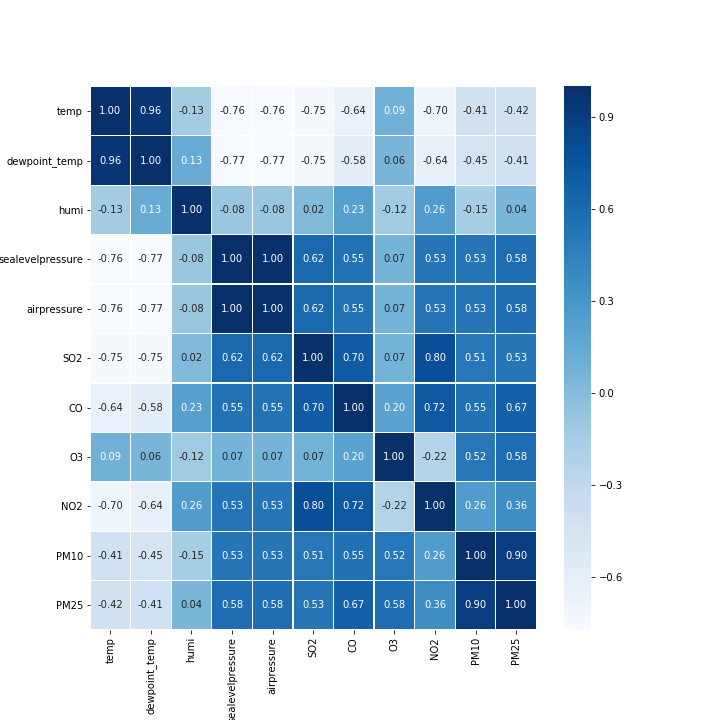 temp 1.00 0.96 -0.13 -0.76 -0.76 -0.75 -0.64 0.09 -0.70 -0.41 -0.42
0.9
dewpoint_temp 0.96 1.00 0.13 -0.77 -0.77 -0.75 -0.58 0.06 -0.64 -0.45 -0.41
humi -0.13 0.13 1.00 -0.08 -0.08 0.02 0.23 -0.12 0.26 -0.15 0.04
0.6
sealevelpressure -0.76 -0.77 -0.08 1.00 1.00 0.62 0.55 0.07 0.53 0.53 0.58
0.3
airpressure -0.76 -0.77 -0.08 1.00 1.00 0.62 0.55 0.07 0.53 0.53 0.58
SO2 -0.75 -0.75 0.02 0.62 0.62 1.00 0.70 0.07 0.80 0.51 0.53
0.0
CO -0.64 -0.58 0.23 0.55 0.55 0.70 1.00 0.20 0.72 0.55 0.67
O3 0.09 0.06 -0.12 0.07 0.07 0.07 0.20 1.00 -0.22 0.52 0.58
−0.3
NO2 -0.70 -0.64 0.26 0.53 0.53 0.80 0.72 -0.22 1.00 0.26 0.36
PM10 -0.41 -0.45 -0.15 0.53 0.53 0.51 0.55 0.52 0.26 1.00 0.90
−0.6
PM25 -0.42 -0.41 0.04 0.58 0.58 0.53 0.67 0.58 0.36 0.90 1.00
temp dewpoint_temp humi sealevelpressure airpressure SO2 CO O3 NO2 PM10 PM25